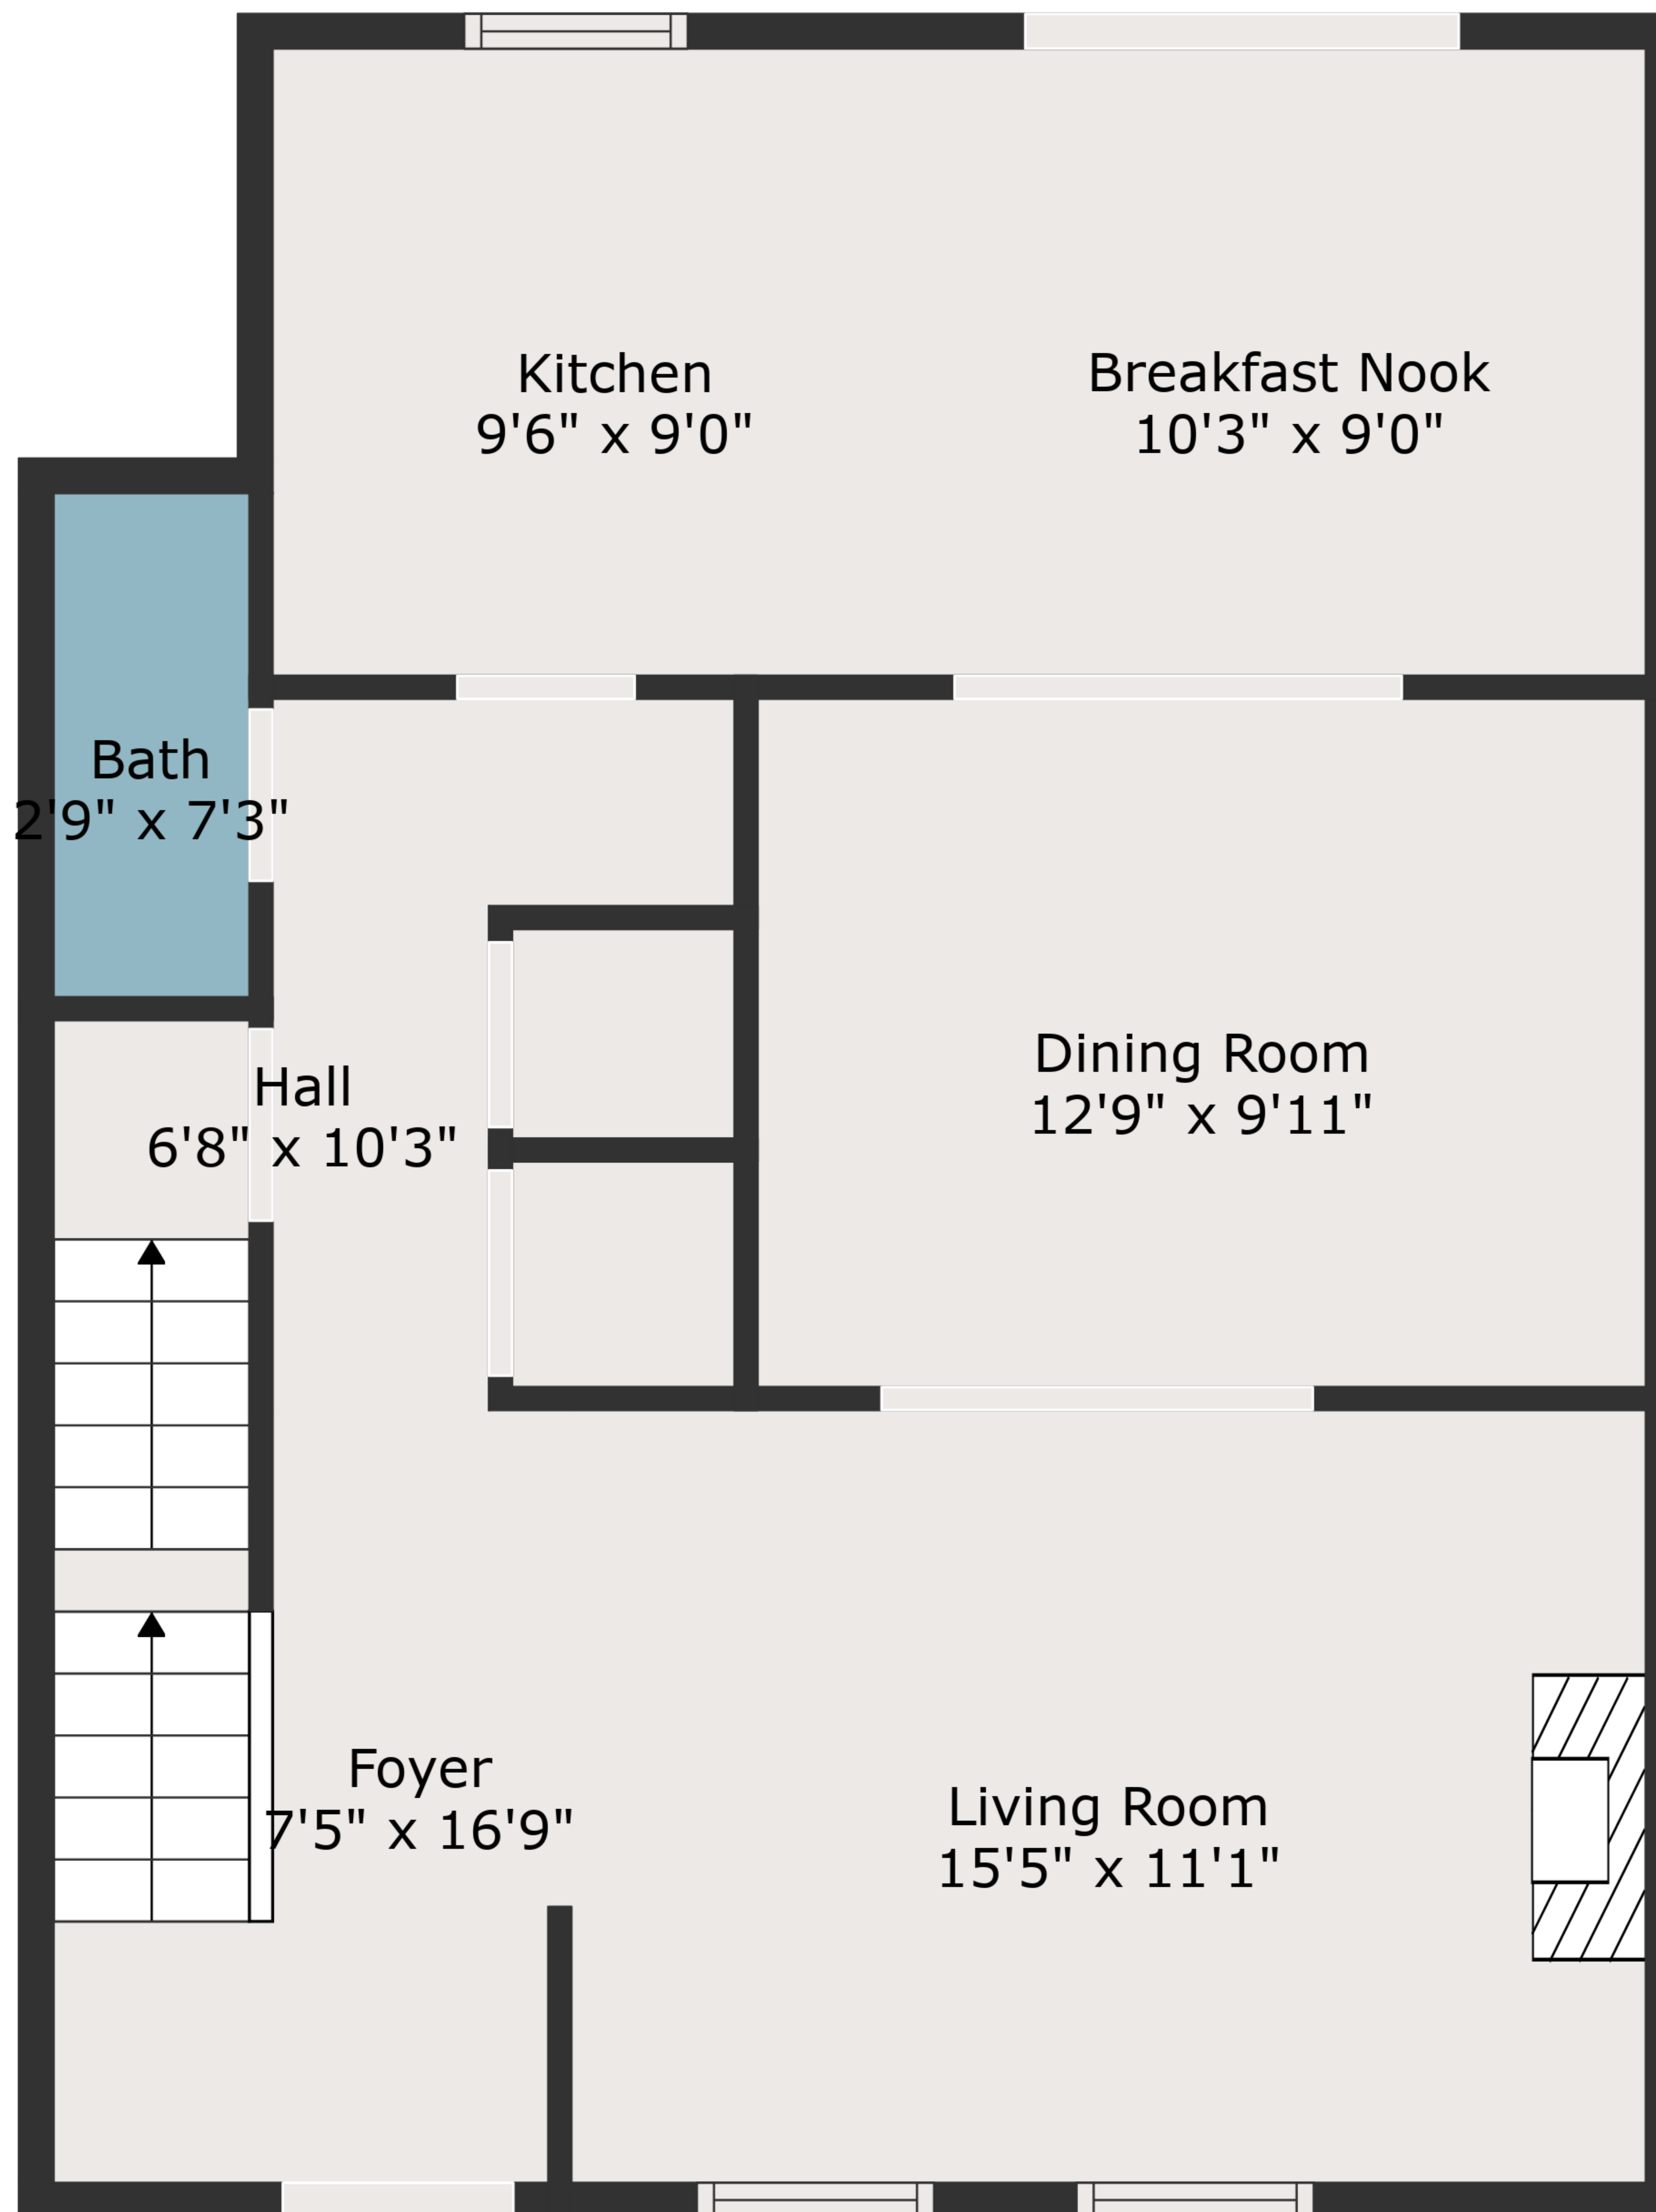 Kitchen
9'6" x 9'0"
Breakfast Nook
10'3" x 9'0"
Bath
2'9" x 7'3"
Hall
6'8" x 10'3"
Dining Room
12'9" x 9'11"
Foyer
7'5" x 16'9"
Living Room
15'5" x 11'1"